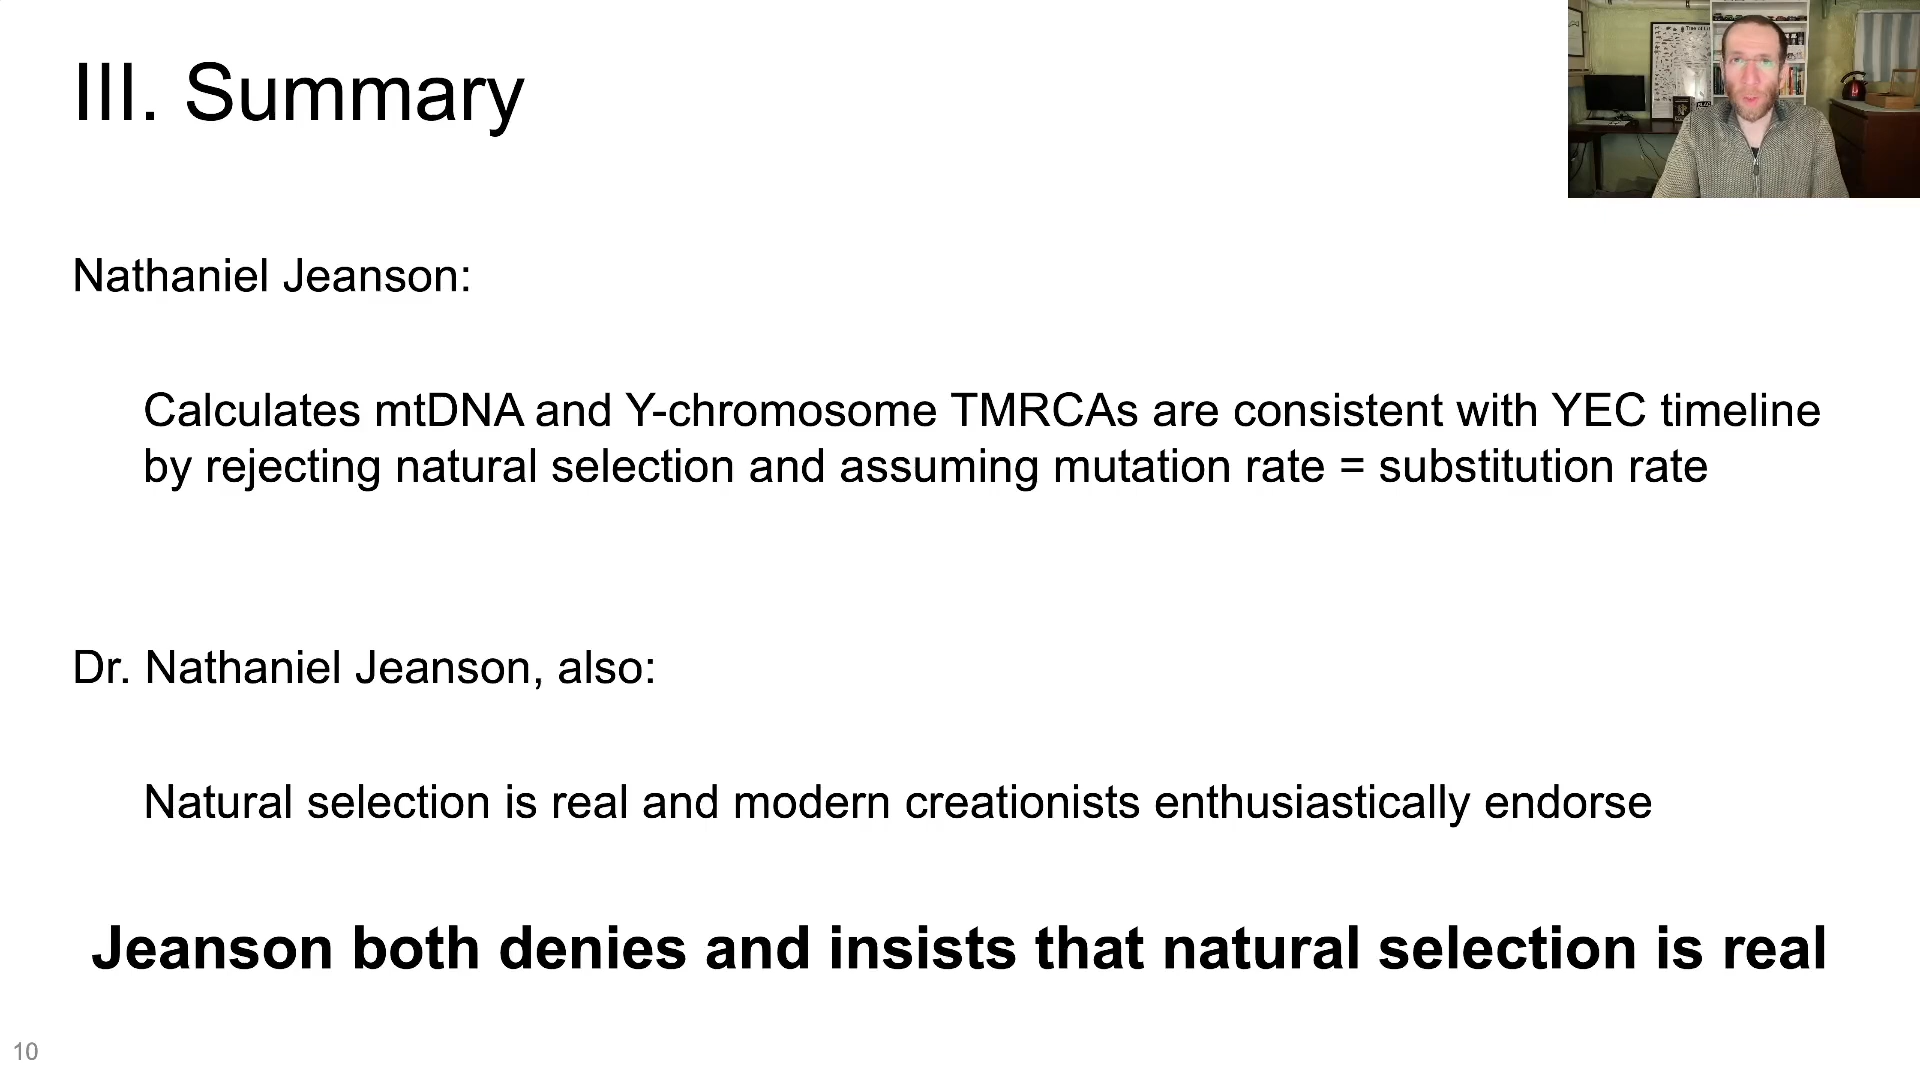 III. Summary
Nathaniel Jeanson:
Calculates mtDNA and Y-chromosome TMRCAs are consistent with YEC timeline
by rejecting natural selection and assuming mutation rate = substitution rate
Dr. Nathaniel Jeanson, also:
Natural selection is real and modern creationists enthusiastically endorse
Jeanson both denies and insists that natural selection is real
10